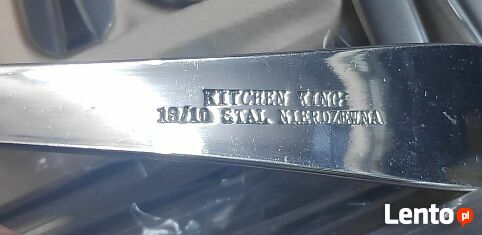 KITCHEN KING
18/10 STAL NIERDZEWNA
Lento.pl